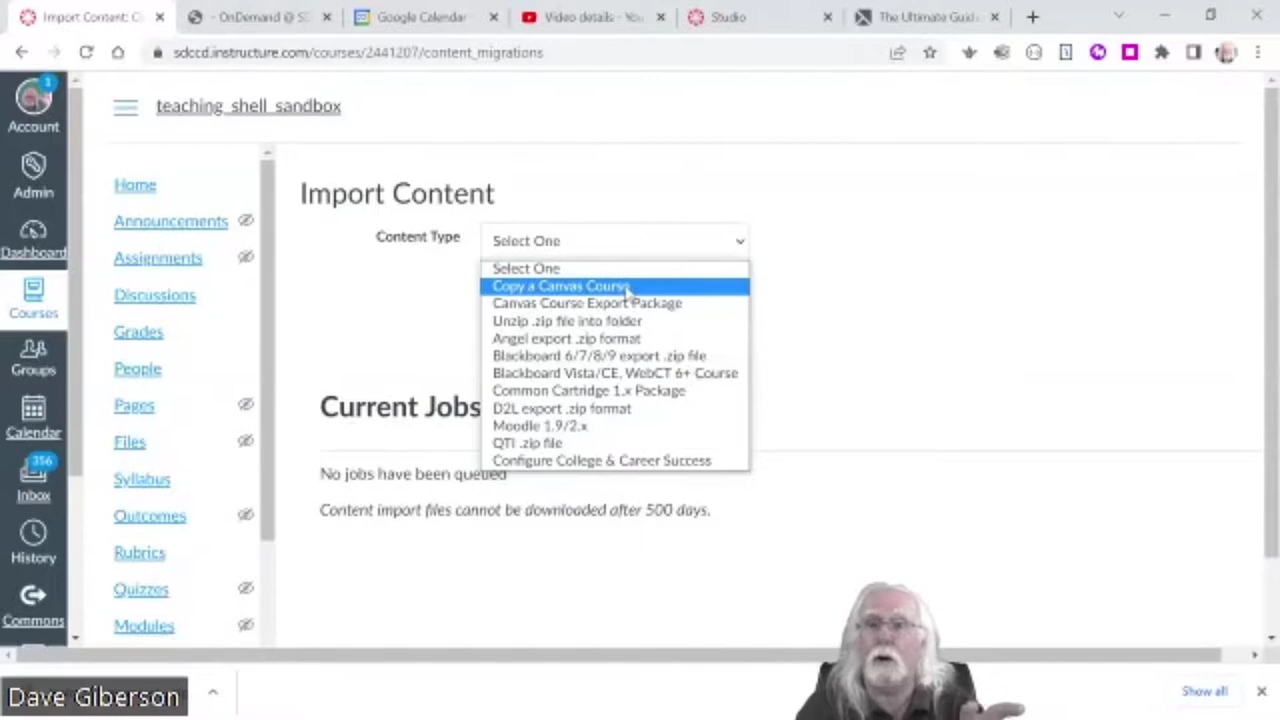 Import Content: C
- OnDemand @ S
Google Calendar
Video details - You
Studio
The Ultimate Guid
sdccd.instructure.com/courses/2441207/content_migrations
1
Account
Admin
Dashboard
Courses
Groups
Calendar
356
Inbox
History
Commons
teaching_shell_sandbox
Home
Announcements
Assignments
Discussions
Grades
People
Pages
Files
Syllabus
Outcomes
Rubrics
Quizzes
Modules
Import Content
Content Type
Select One
Select One
Copy a Canvas Course
Canvas Course Export Package
Unzip .zip file into folder
Angel export .zip format
Blackboard 6/7/8/9 export .zip file
Blackboard Vista/CE, WebCT 6+ Course
Common Cartridge 1.x Package
D2L export .zip format
Moodle 1.9/2.x
QTI .zip file
Configure College & Career Success
Current Jobs
No jobs have been queued
Content import files cannot be downloaded after 500 days.
Dave Giberson
Show all